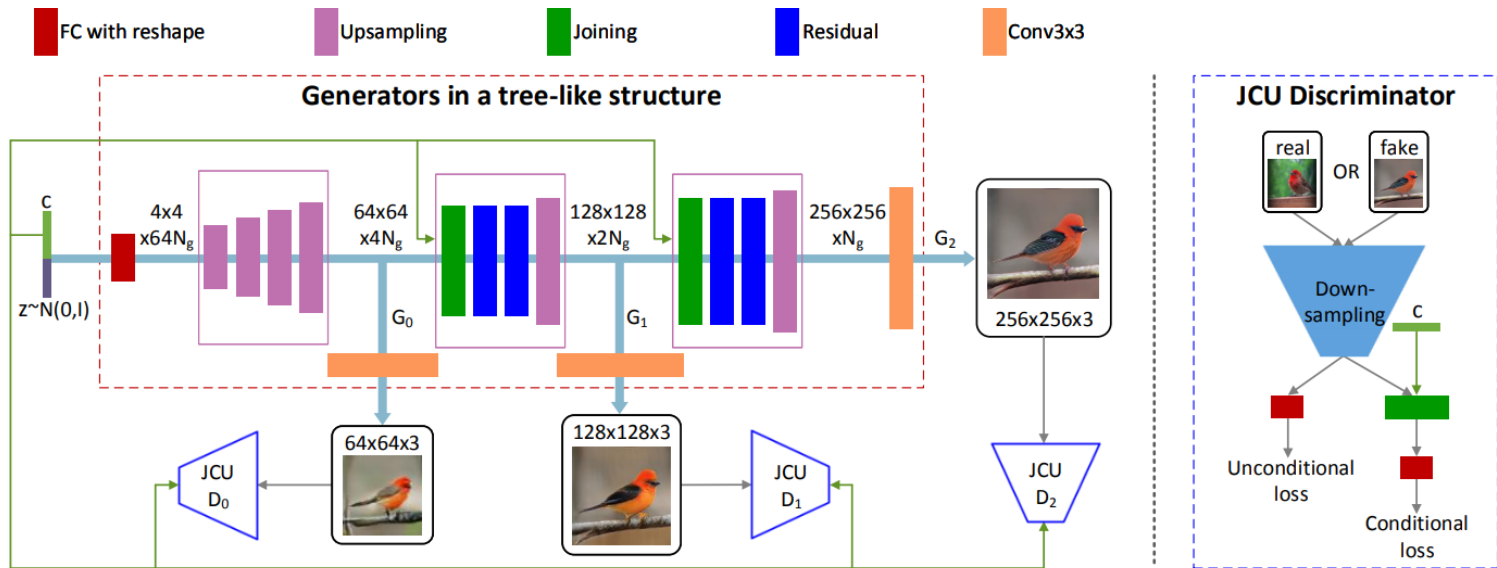 FC with reshape
Upsampling
Joining
Residual
Conv3x3
Generators in a tree-like structure
c
z~N(0,I)
4x4
x64Ng
64x64
x4Ng
128x128
x2Ng
256x256
xNg
G2
G0
G1
256x256x3
64x64x3
128x128x3
JCU
D0
JCU
D1
JCU
D2
JCU Discriminator
real
OR
fake
Down-
sampling
c
Unconditional
loss
Conditional
loss